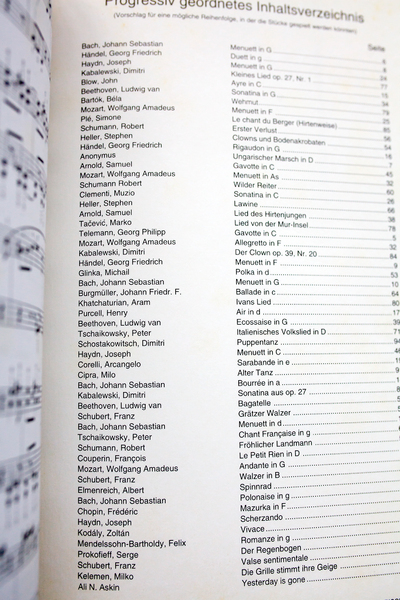 Progressiv geordnetes Inhaltsverzeichnis
(Vorschlag für eine mögliche Reihenfolge, in der die Stücke gespielt werden könnten)
Seite
Bach, Johann Sebastian Menuett in G
Händel, Georg Friedrich Duett in g
Haydn, Joseph Menuett in G
Kabalewski, Dimitri Kleines Lied op. 27, Nr. 1
Blow, John Ayre in C
Beethoven, Ludwig van Sonatina in G
Bartók, Béla Wehmut
Mozart, Wolfgang Amadeus Menuett in F
Plé, Simone Le chant du Berger (Hirtenweise)
Schumann, Robert Erster Verlust
Heller, Stephen Clowns und Bodenakrobaten
Händel, Georg Friedrich Rigaudon in G
Anonymus Ungarischer Marsch in D
Arnold, Samuel Gavotte in C
Mozart, Wolfgang Amadeus Menuett in As
Schumann Robert Wilder Reiter
Clementi, Muzio Sonatina in C
Heller, Stephen Lawine
Arnold, Samuel Lied des Hirtenjungen
Tačević, Marko Lied von der Mur-Insel
Telemann, Georg Philipp Gavotte in C
Mozart, Wolfgang Amadeus Allegretto in F
Kabalewski, Dimitri Der Clown op. 39, Nr. 20
Händel, Georg Friedrich Menuett in F
Glinka, Michail Polka in d
Bach, Johann Sebastian Menuett in G
Burgmüller, Johann Friedr. F. Ballade in c
Khatchaturian, Aram Ivans Lied
Purcell, Henry Air in d
Beethoven, Ludwig van Ecossaise in G
Tschaikowsky, Peter Italienisches Volkslied in D
Schostakowitsch, Dimitri Puppentanz
Haydn, Joseph Menuett in C
Corelli, Arcangelo Sarabande in e
Cipra, Milo Alter Tanz
Bach, Johann Sebastian Bourrée in a
Kabalewski, Dimitri Sonatina aus op. 27
Beethoven, Ludwig van Bagatelle
Schubert, Franz Grätzer Walzer
Bach, Johann Sebastian Menuett in d
Tschaikowsky, Peter Chant Française in g
Schumann, Robert Fröhlicher Landmann
Couperin, François Le Petit Rien in D
Mozart, Wolfgang Amadeus Andante in G
Schubert, Franz Walzer in B
Elmenreich, Albert Spinnrad
Bach, Johann Sebastian Polonaise in g
Chopin, Frédéric Mazurka in F
Haydn, Joseph Scherzando
Kodály, Zoltán Vivace
Mendelssohn-Bartholdy, Felix Romanze in g
Prokofieff, Serge Der Regenbogen
Schubert, Franz Valse sentimentale
Kelemen, Milko Die Grille stimmt ihre Geige
Ali N. Askin Yesterday is gone